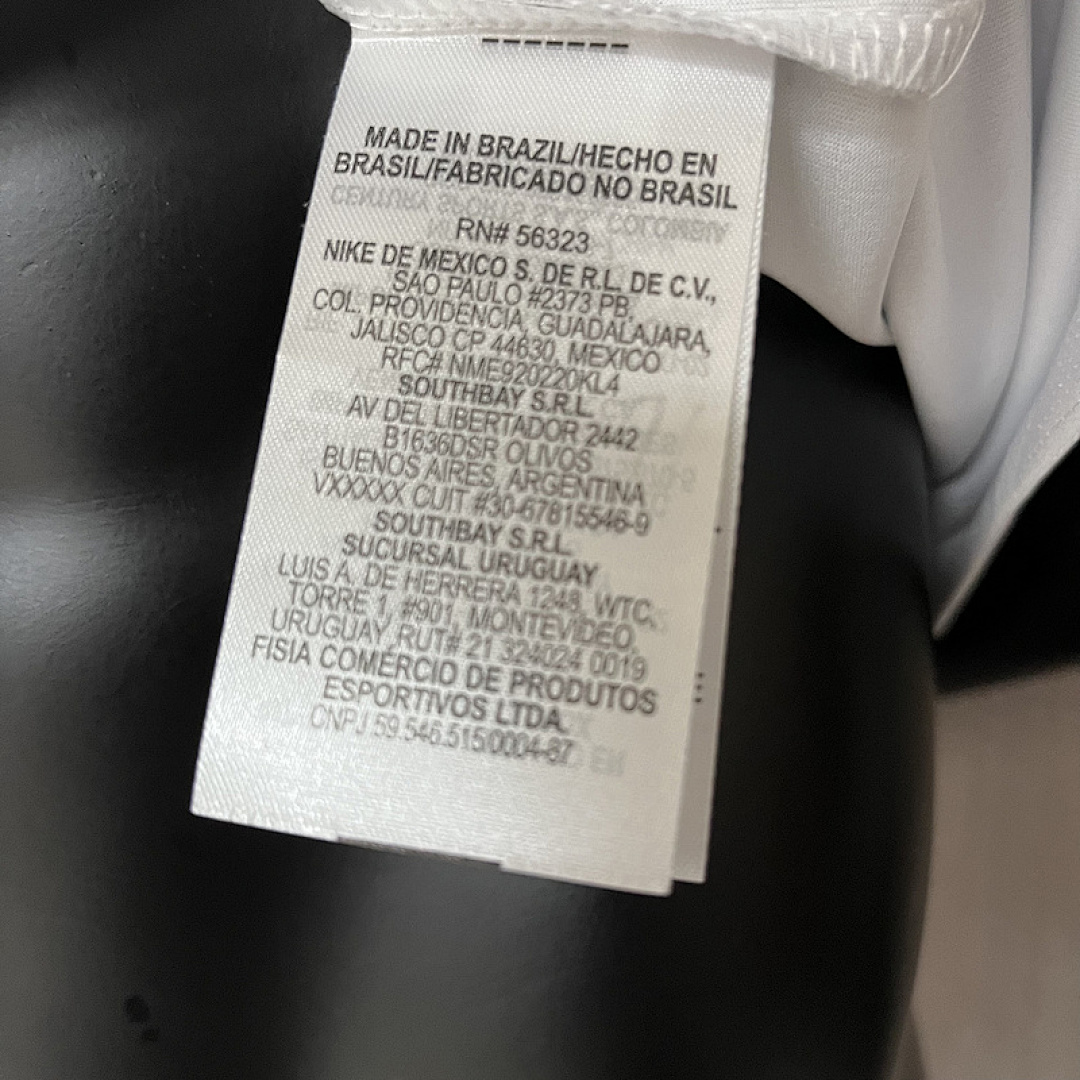 MADE IN BRAZIL/HECHO EN
BRASIL/FABRICADO NO BRASIL
RN# 56323
NIKE DE MEXICO S. DE R.L. DE C.V.,
SAO PAULO #2373 PB,
COL. PROVIDENCIA, GUADALAJARA,
JALISCO CP 44630, MEXICO
RFC# NME920220KL4
SOUTHBAY S.R.L.
AV DEL LIBERTADOR 2442
B1636DSR OLIVOS
BUENOS AIRES, ARGENTINA
VXXXXX CUIT #30-67815546-9
SOUTHBAY S.R.L.
SUCURSAL URUGUAY
LUIS A. DE HERRERA 1248, WTC,
TORRE 1, #901, MONTEVIDEO,
URUGUAY RUT# 21 324024 0019
FISIA COMERCIO DE PRODUTOS
ESPORTIVOS LTDA.
CNPJ 59.546.515/0004-87